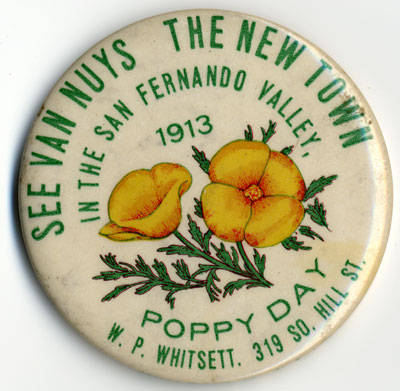 SEE VAN NUYS THE NEW TOWN
IN THE SAN FERNANDO VALLEY,
1913
POPPY DAY
W. P. WHITSETT. 319 SO. HILL ST.